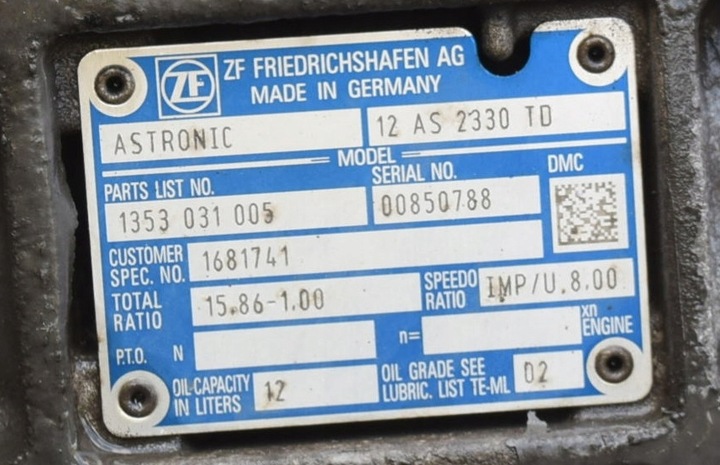 ZF ZF FRIEDRICHSHAFEN AG
MADE IN GERMANY
ASTRONIC 12 AS 2330 TD
MODEL
PARTS LIST NO. SERIAL NO. DMC
1353 031 005 00850788
CUSTOMER SPEC. NO. 1681741
TOTAL RATIO 15.86-1.00 SPEEDO RATIO IMP/U.8.00
P.T.O. N n= xn ENGINE
OIL-CAPACITY IN LITERS 12 OIL GRADE SEE LUBRIC. LIST TE-ML 02